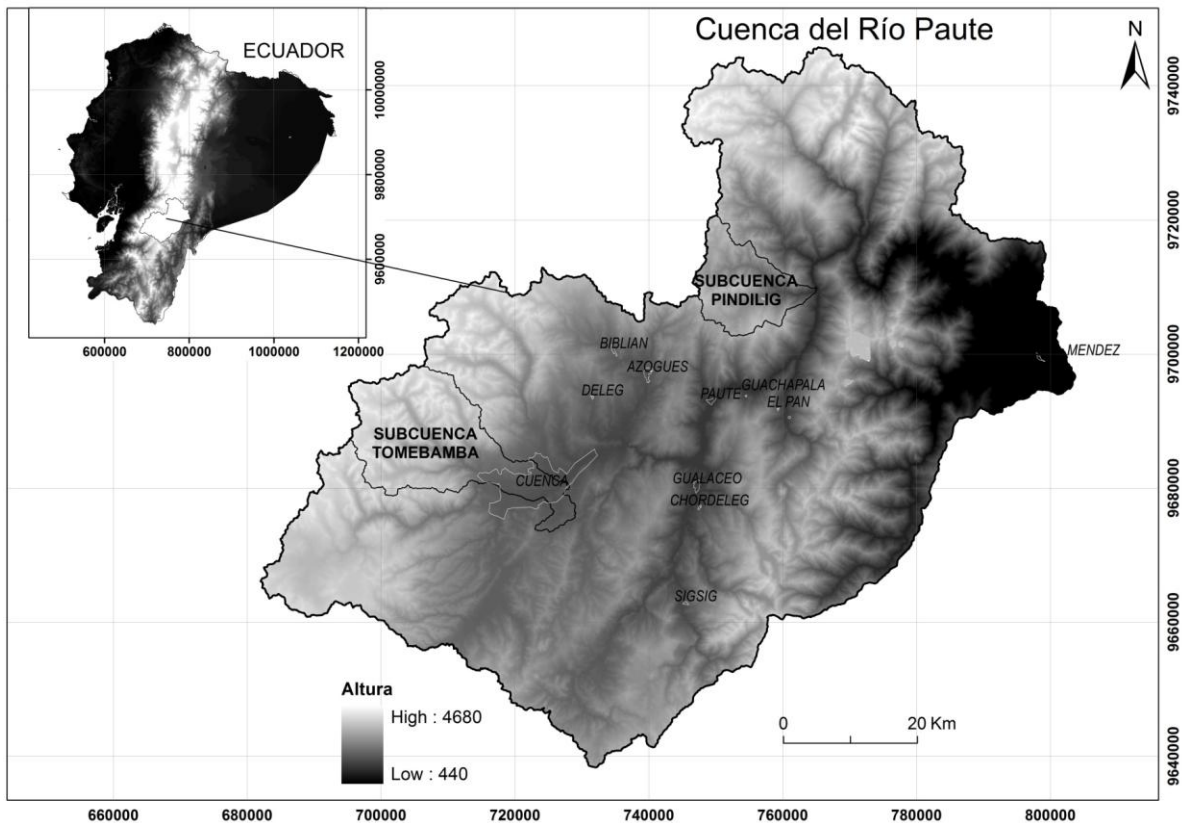 Cuenca del Río Paute
N
ECUADOR
10000000
9800000
9600000
600000 800000 1000000 1200000
9740000
9720000
9700000
9680000
9660000
9640000
SUBCUENCA
PINDILIG
BIBLIAN
AZOGUES
MENDEZ
DELEG
PAUTE
GUACHAPALA
EL PAN
SUBCUENCA
TOMEBAMBA
CUENCA
GUALACEO
CHORDELEG
SIGSIG
Altura
High : 4680
Low : 440
0 20 Km
660000 680000 700000 720000 740000 760000 780000 800000